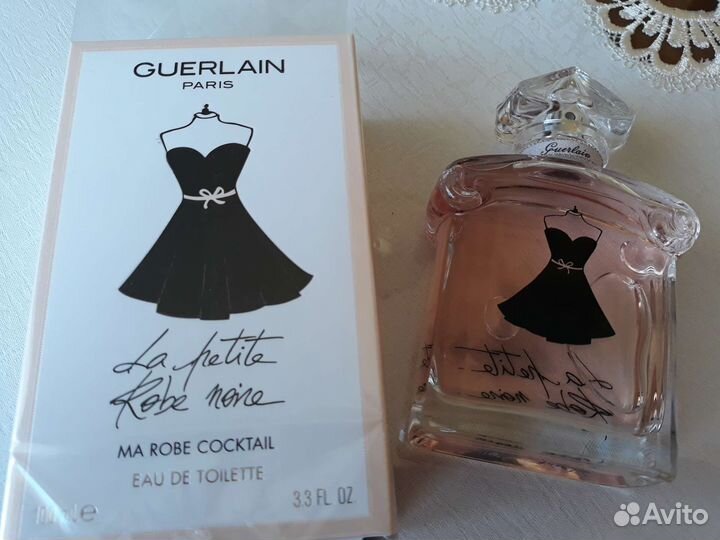 GUERLAIN
PARIS
La petite
Robe noire
MA ROBE COCKTAIL
EAU DE TOILETTE
3.3 FL. OZ.
Guerlain
La petite
Robe noire
Avito